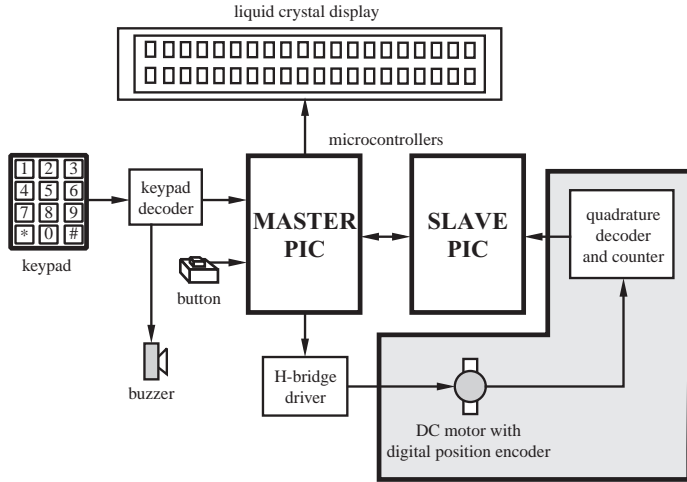 liquid crystal display
microcontrollers
1 2 3
4 5 6
7 8 9
* 0 #
keypad
keypad
decoder
MASTER
PIC
SLAVE
PIC
quadrature
decoder
and counter
button
buzzer
H-bridge
driver
DC motor with
digital position encoder